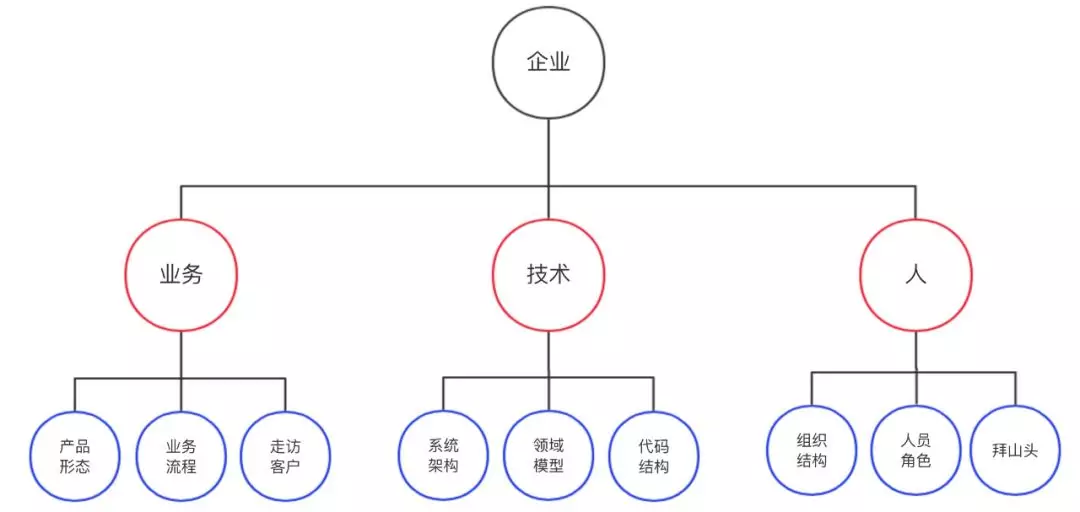 企业
业务
技术
人
产品
形态
业务
流程
走访
客户
系统
架构
领域
模型
代码
结构
组织
结构
人员
角色
拜山头